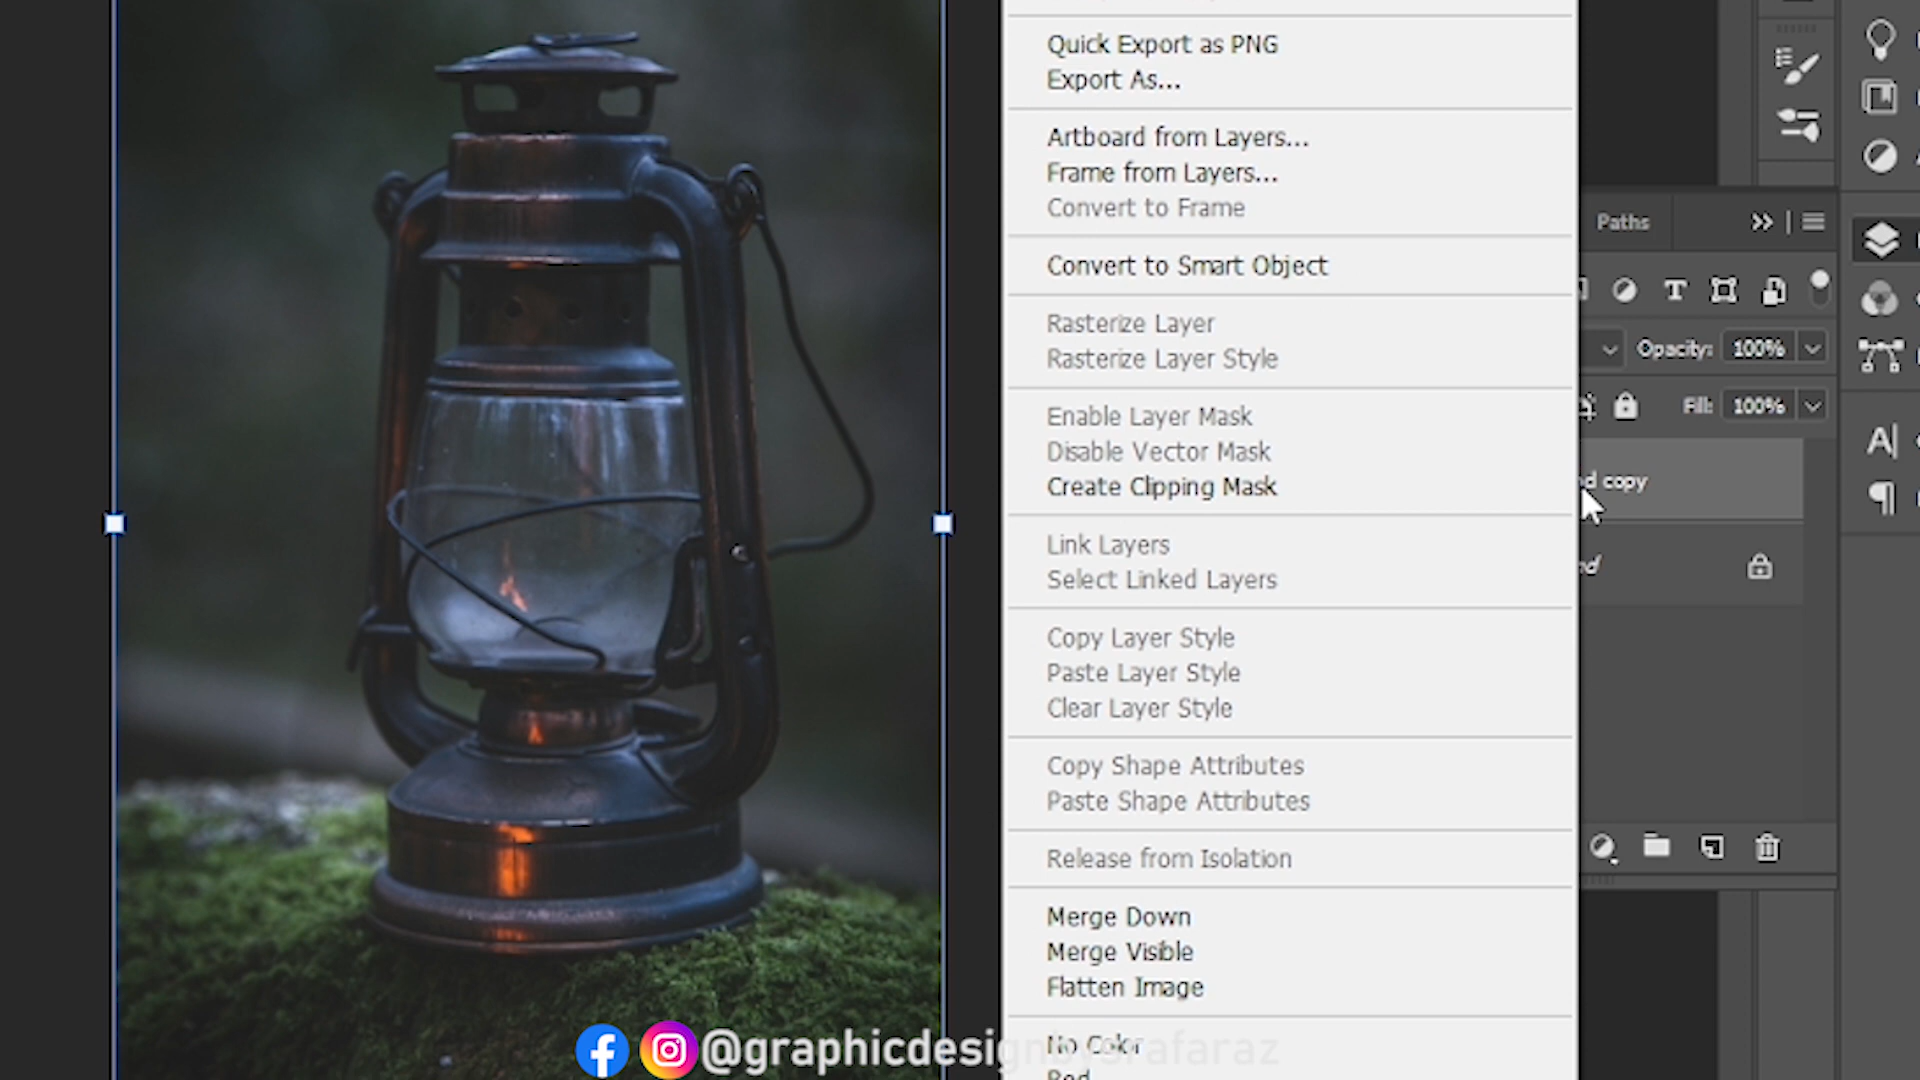 Quick Export as PNG
Export As...
Artboard from Layers...
Frame from Layers...
Convert to Frame
Convert to Smart Object
Rasterize Layer
Rasterize Layer Style
Enable Layer Mask
Disable Vector Mask
Create Clipping Mask
Link Layers
Select Linked Layers
Copy Layer Style
Paste Layer Style
Clear Layer Style
Copy Shape Attributes
Paste Shape Attributes
Release from Isolation
Merge Down
Merge Visible
Flatten Image
No Color
Red
Paths
Opacity: 100%
Fill: 100%
copy